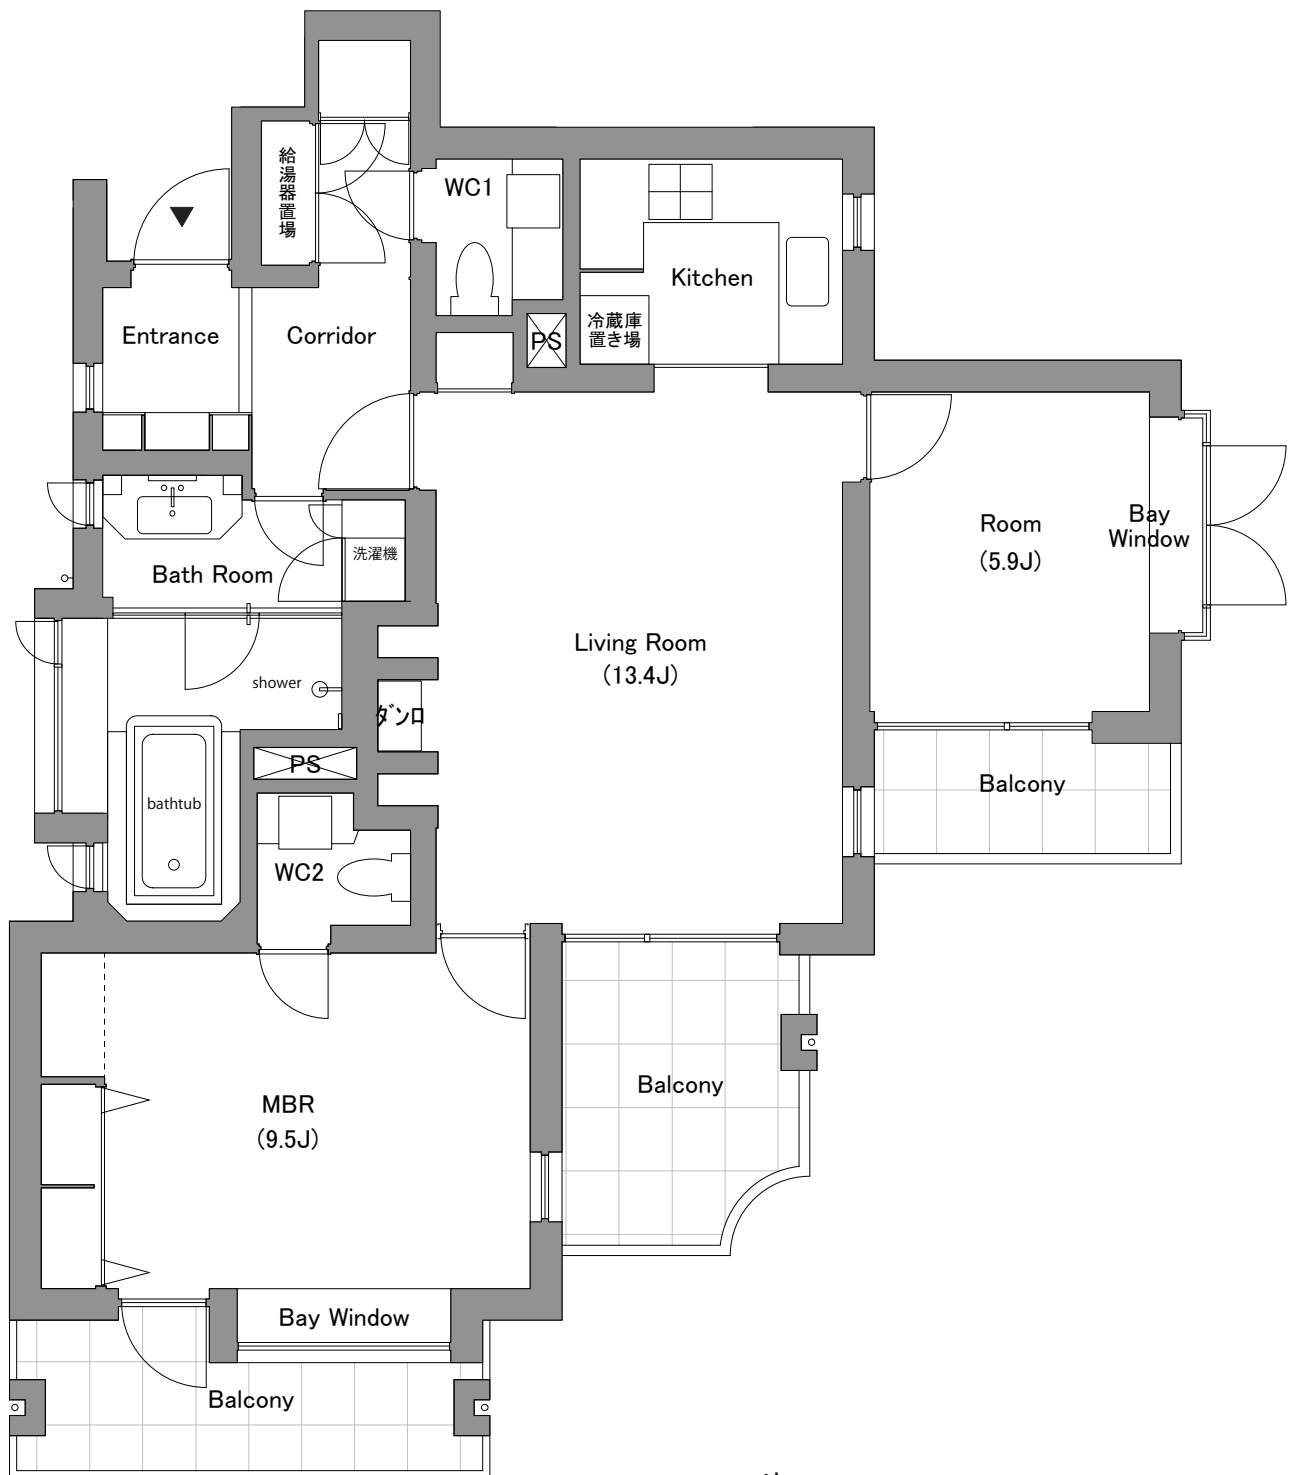 給湯器置場
WC1
Kitchen
冷蔵庫
置き場
PS
Entrance
Corridor
Room
(5.9J)
Bay
Window
洗濯機
Bath Room
Living Room
(13.4J)
shower
ダンロ
PS
bathtub
WC2
Balcony
MBR
(9.5J)
Balcony
Bay Window
Balcony